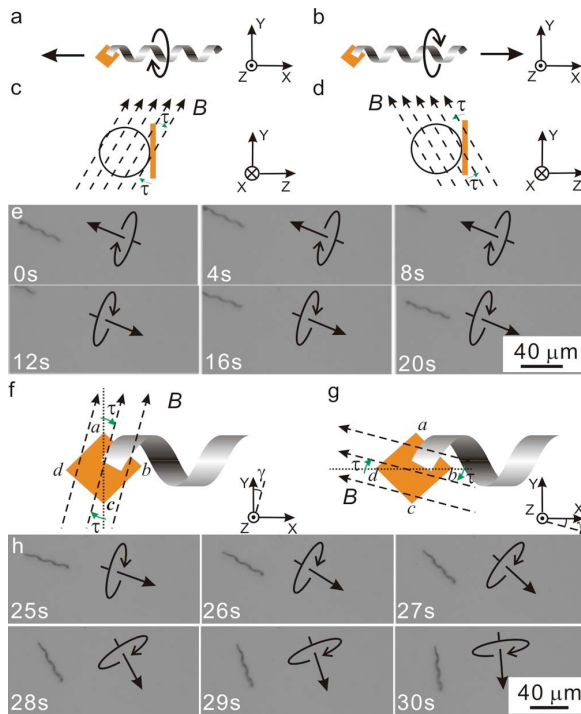 a b
Y Y
Z X Z X
c d
τ B τ
Y Y
τ τ
X Z X Z
e
0s 4s 8s
12s 16s 20s
40 μm
f g
B a
τ
a
d b τ d b τ
Y γ B Y
c c
τ Z X Z X
h
25s 26s 27s
28s 29s 30s
40 μm